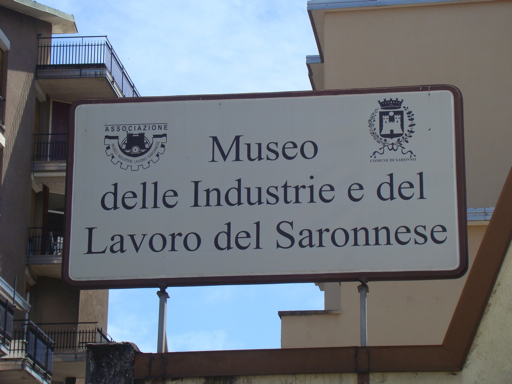 ASSOCIAZIONE
COMUNE DI SARONNO
Museo
delle Industrie e del
Lavoro del Saronnese